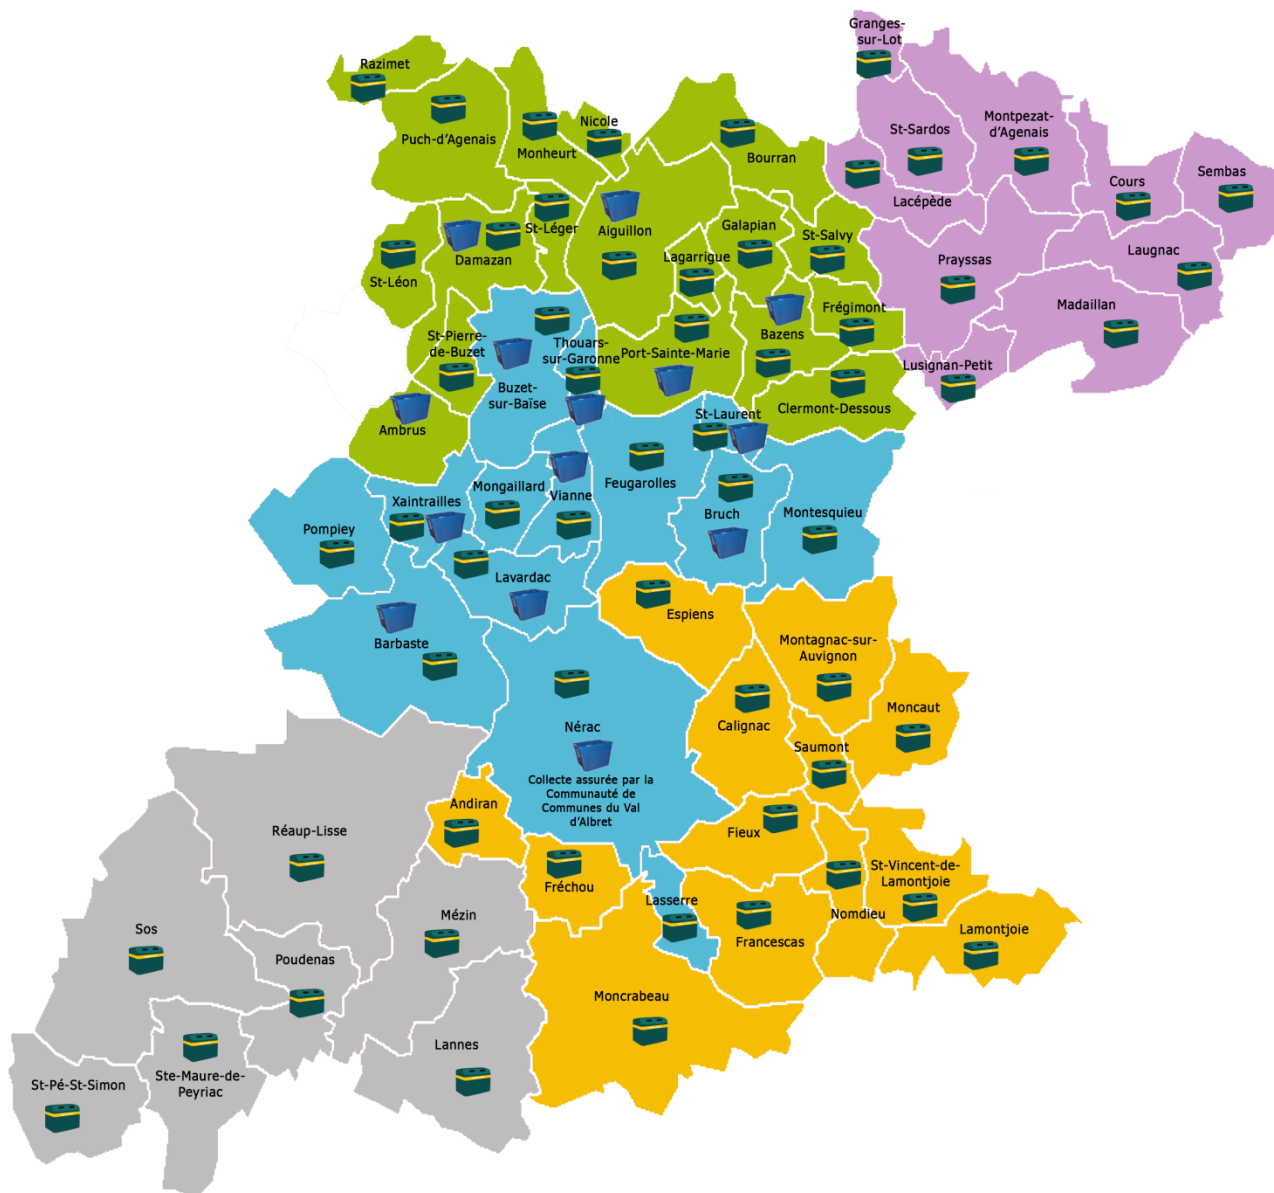 Granges-
sur-Lot
Razimet
Puch-d'Agenais
Monheurt
Nicole
Bourran
St-Sardos
Montpezat-
d'Agenais
Cours
Sembas
Lacépède
St-Léger
Aiguillon
Galapian
St-Salvy
Lagarrigue
Damazan
St-Léon
Prayssas
Laugnac
Madaillan
Frégimont
Bazens
St-Pierre-
de-Buzet
Thouars-
sur-Garonne
Port-Sainte-Marie
Lusignan-Petit
Buzet-
sur-Baïse
Clermont-Dessous
Ambrus
St-Laurent
Feugarolles
Mongaillard
Vianne
Xaintrailles
Pompiey
Bruch
Montesquieu
Lavardac
Espiens
Barbaste
Montagnac-sur-
Auvignon
Moncaut
Calignac
Saumont
Nérac
Collecte assurée par la
Communauté de
Communes du Val
d'Albret
Andiran
Réaup-Lisse
Fieux
St-Vincent-de-
Lamontjoie
Fréchou
Lasserre
Nomdieu
Mézin
Francescas
Lamontjoie
Sos
Poudenas
Moncrabeau
Lannes
St-Pé-St-Simon
Ste-Maure-de-
Peyriac